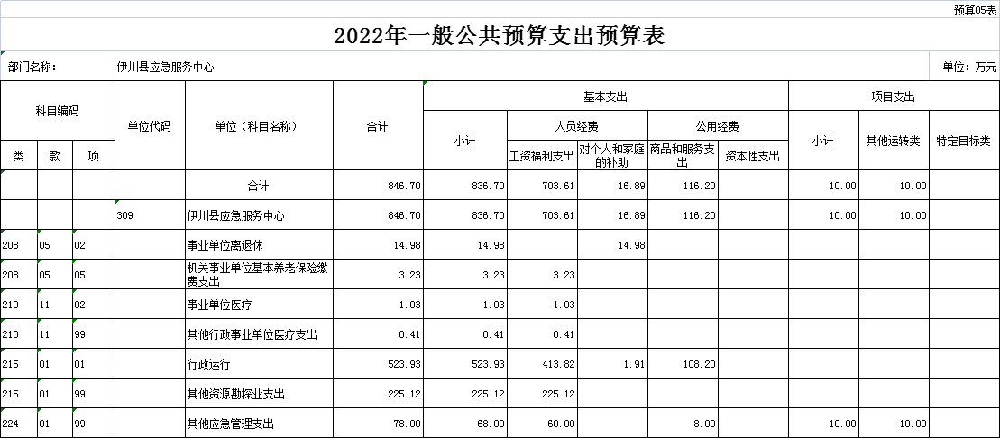 预算05表
2022年一般公共预算支出预算表
部门名称： 伊川县应急服务中心 单位：万元
科目编码 单位代码 单位（科目名称） 合计 基本支出 项目支出
小计 人员经费 公用经费 小计 其他运转类 特定目标类
类 款 项 工资福利支出 对个人和家庭的补助 商品和服务支出 资本性支出
合计 846.70 836.70 703.61 16.89 116.20 10.00 10.00
309 伊川县应急服务中心 846.70 836.70 703.61 16.89 116.20 10.00 10.00
208 05 02 事业单位离退休 14.98 14.98 14.98
208 05 05 机关事业单位基本养老保险缴费支出 3.23 3.23 3.23
210 11 02 事业单位医疗 1.03 1.03 1.03
210 11 99 其他行政事业单位医疗支出 0.41 0.41 0.41
215 01 01 行政运行 523.93 523.93 413.82 1.91 108.20
215 01 99 其他资源勘探业支出 225.12 225.12 225.12
224 01 99 其他应急管理支出 78.00 68.00 60.00 8.00 10.00 10.00